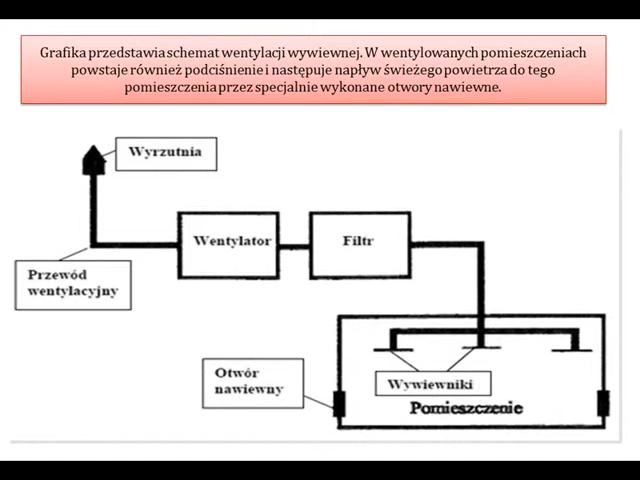 Grafika przedstawia schemat wentylacji wywiewnej. W wentylowanych pomieszczeniach
powstaje również podciśnienie i następuje napływ świeżego powietrza do tego
pomieszczenia przez specjalnie wykonane otwory nawiewne.
Wyrzutnia
Wentylator
Filtr
Przewód
wentylacyjny
Otwór
nawiewny
Wywiewniki
Pomieszczenie